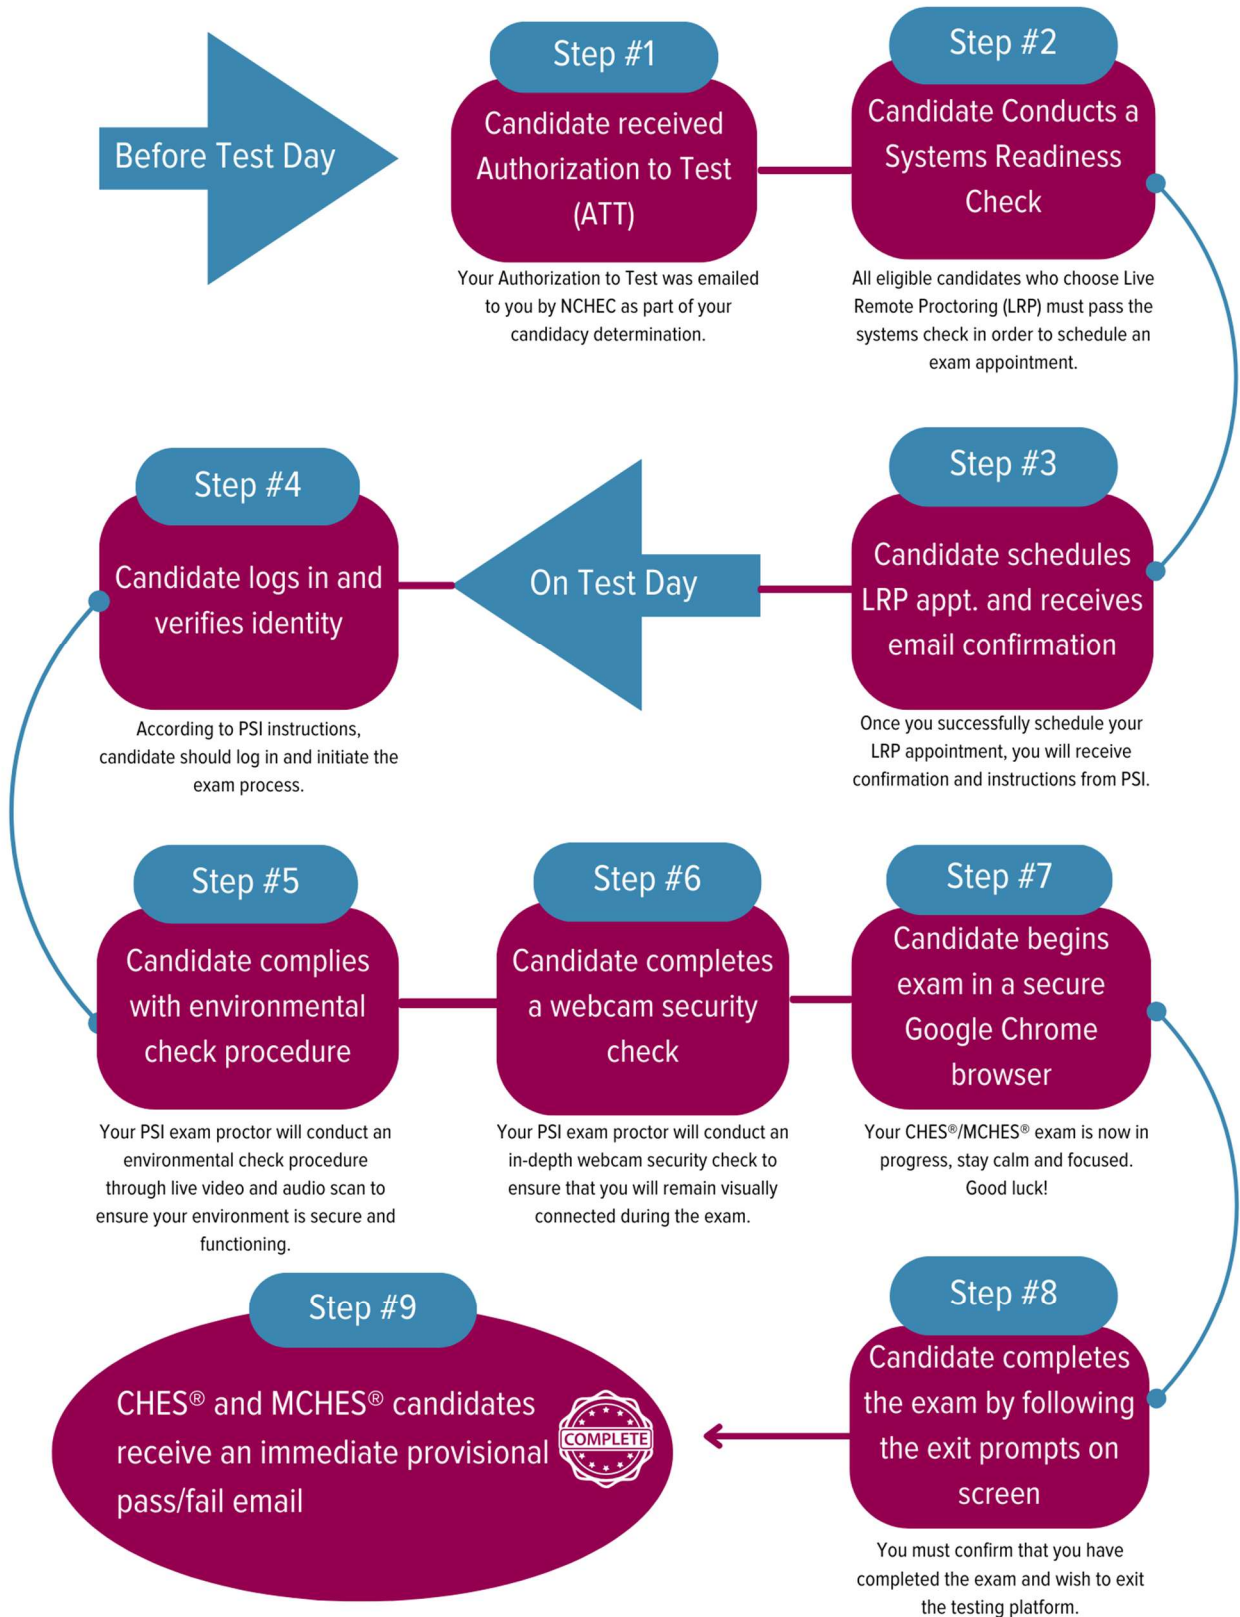 Before Test Day
Step #1
Candidate received
Authorization to Test
(ATT)
Your Authorization to Test was emailed
to you by NCHEC as part of your
candidacy determination.
Step #2
Candidate Conducts a
Systems Readiness
Check
All eligible candidates who choose Live
Remote Proctoring (LRP) must pass the
systems check in order to schedule an
exam appointment.
Step #3
Candidate schedules
LRP appt. and receives
email confirmation
Once you successfully schedule your
LRP appointment, you will receive
confirmation and instructions from PSI.
On Test Day
Step #4
Candidate logs in and
verifies identity
According to PSI instructions,
candidate should log in and initiate the
exam process.
Step #5
Candidate complies
with environmental
check procedure
Your PSI exam proctor will conduct an
environmental check procedure
through live video and audio scan to
ensure your environment is secure and
functioning.
Step #6
Candidate completes
a webcam security
check
Your PSI exam proctor will conduct an
in-depth webcam security check to
ensure that you will remain visually
connected during the exam.
Step #7
Candidate begins
exam in a secure
Google Chrome
browser
Your CHES®/MCHES® exam is now in
progress, stay calm and focused.
Good luck!
Step #8
Candidate completes
the exam by following
the exit prompts on
screen
You must confirm that you have
completed the exam and wish to exit
the testing platform.
Step #9
CHES® and MCHES® candidates
receive an immediate provisional
pass/fail email
COMPLETE